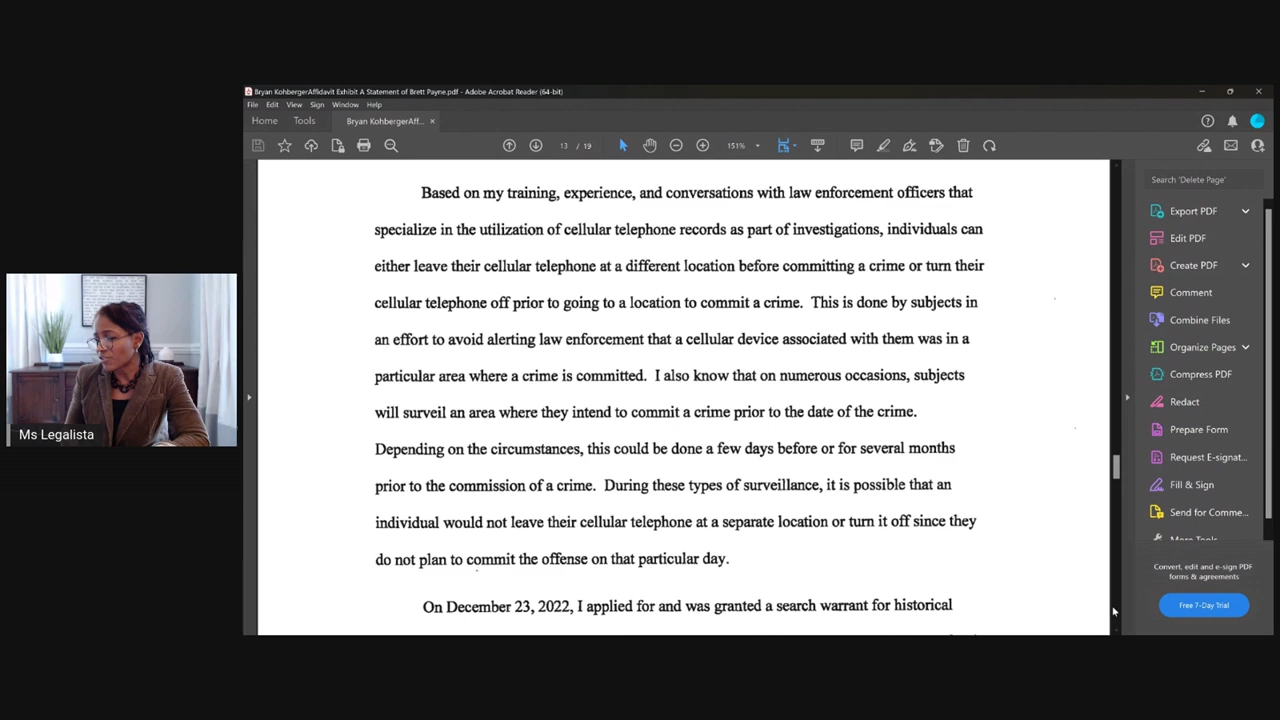 Bryan KohbergerAffidavit Exhibit A Statement of Brett Payne.pdf - Adobe Acrobat Reader (64-bit)
File Edit View Sign Window Help
Home Tools Bryan KohbergerAff... ×
13 / 19 151%
Based on my training, experience, and conversations with law enforcement officers that
specialize in the utilization of cellular telephone records as part of investigations, individuals can
either leave their cellular telephone at a different location before committing a crime or turn their
cellular telephone off prior to going to a location to commit a crime. This is done by subjects in
an effort to avoid alerting law enforcement that a cellular device associated with them was in a
particular area where a crime is committed. I also know that on numerous occasions, subjects
will surveil an area where they intend to commit a crime prior to the date of the crime.
Depending on the circumstances, this could be done a few days before or for several months
prior to the commission of a crime. During these types of surveillance, it is possible that an
individual would not leave their cellular telephone at a separate location or turn it off since they
do not plan to commit the offense on that particular day.
On December 23, 2022, I applied for and was granted a search warrant for historical
Search 'Delete Page'
Export PDF
Edit PDF
Create PDF
Comment
Combine Files
Organize Pages
Compress PDF
Redact
Prepare Form
Request E-signat...
Fill & Sign
Send for Comme...
More Tools
Convert, edit and e-sign PDF
forms & agreements
Free 7-Day Trial
Ms Legalista